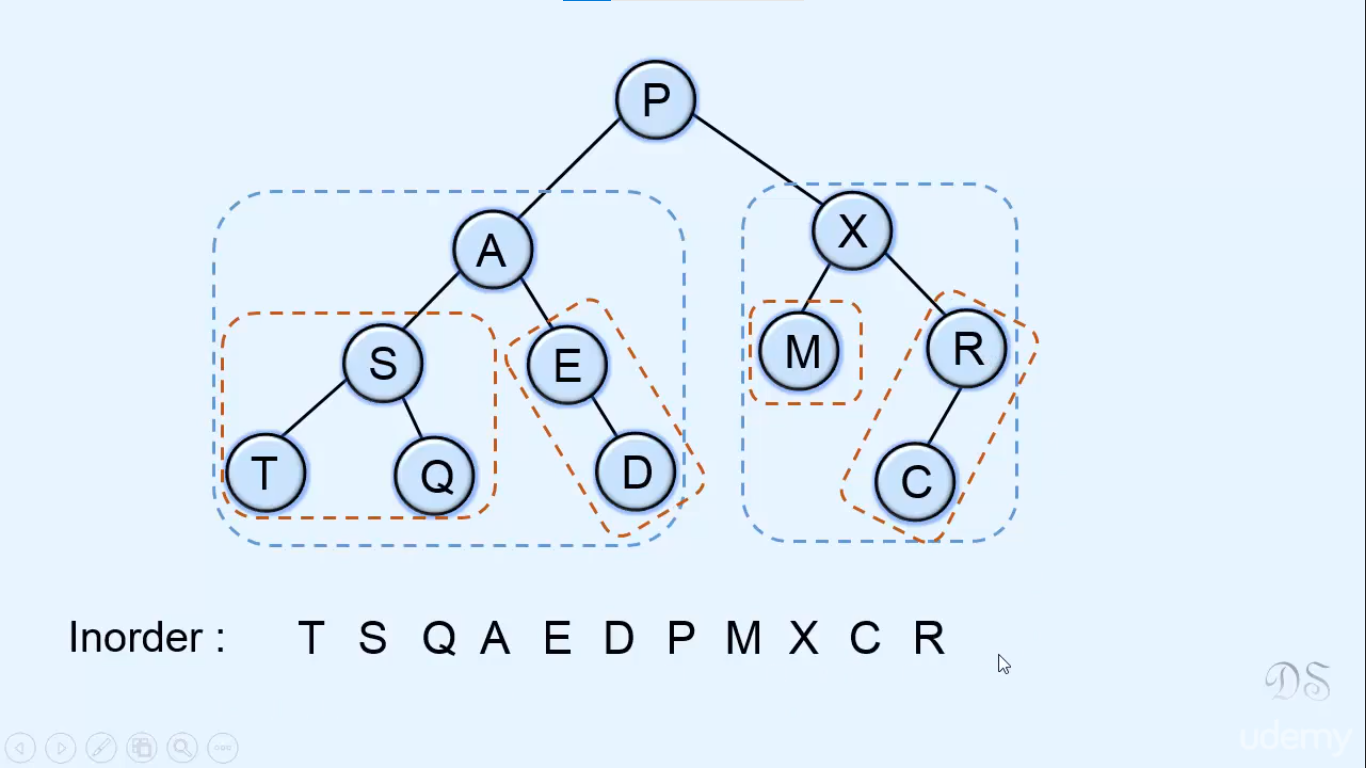 P
A X
S E M R
T Q D C
Inorder : T S Q A E D P M X C R
DS
udemy